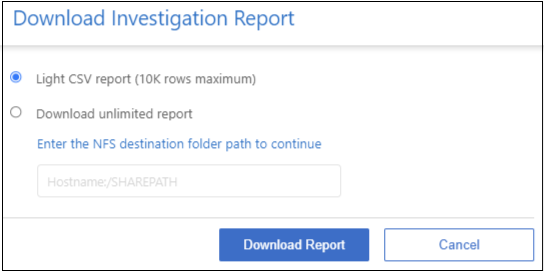 Download Investigation Report
Light CSV report (10K rows maximum)
Download unlimited report
Enter the NFS destination folder path to continue
Hostname:/SHAREPATH
Download Report
Cancel